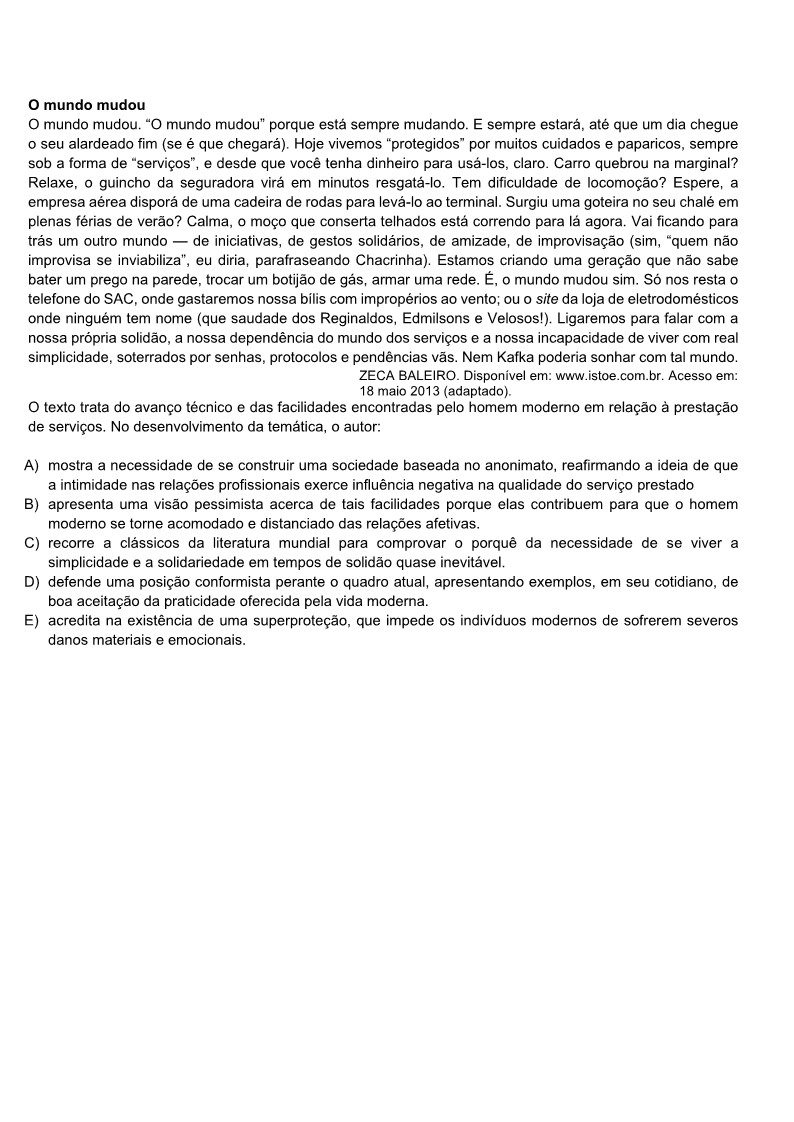 O mundo mudou
O mundo mudou. “O mundo mudou” porque está sempre mudando. E sempre estará, até que um dia chegue
o seu alardeado fim (se é que chegará). Hoje vivemos “protegidos” por muitos cuidados e paparicos, sempre
sob a forma de “serviços”, e desde que você tenha dinheiro para usá-los, claro. Carro quebrou na marginal?
Relaxe, o guincho da seguradora virá em minutos resgatá-lo. Tem dificuldade de locomoção? Espere, a
empresa aérea disporá de uma cadeira de rodas para levá-lo ao terminal. Surgiu uma goteira no seu chalé em
plenas férias de verão? Calma, o moço que conserta telhados está correndo para lá agora. Vai ficando para
trás um outro mundo — de iniciativas, de gestos solidários, de amizade, de improvisação (sim, “quem não
improvisa se inviabiliza”, eu diria, parafraseando Chacrinha). Estamos criando uma geração que não sabe
bater um prego na parede, trocar um botijão de gás, armar uma rede. É, o mundo mudou sim. Só nos resta o
telefone do SAC, onde gastaremos nossa bílis com impropérios ao vento; ou o site da loja de eletrodomésticos
onde ninguém tem nome (que saudade dos Reginaldos, Edmilsons e Velosos!). Ligaremos para falar com a
nossa própria solidão, a nossa dependência do mundo dos serviços e a nossa incapacidade de viver com real
simplicidade, soterrados por senhas, protocolos e pendências vãs. Nem Kafka poderia sonhar com tal mundo.
ZECA BALEIRO. Disponível em: www.istoe.com.br. Acesso em:
18 maio 2013 (adaptado).
O texto trata do avanço técnico e das facilidades encontradas pelo homem moderno em relação à prestação
de serviços. No desenvolvimento da temática, o autor:
A) mostra a necessidade de se construir uma sociedade baseada no anonimato, reafirmando a ideia de que
a intimidade nas relações profissionais exerce influência negativa na qualidade do serviço prestado
B) apresenta uma visão pessimista acerca de tais facilidades porque elas contribuem para que o homem
moderno se torne acomodado e distanciado das relações afetivas.
C) recorre a clássicos da literatura mundial para comprovar o porquê da necessidade de se viver a
simplicidade e a solidariedade em tempos de solidão quase inevitável.
D) defende uma posição conformista perante o quadro atual, apresentando exemplos, em seu cotidiano, de
boa aceitação da praticidade oferecida pela vida moderna.
E) acredita na existência de uma superproteção, que impede os indivíduos modernos de sofrerem severos
danos materiais e emocionais.